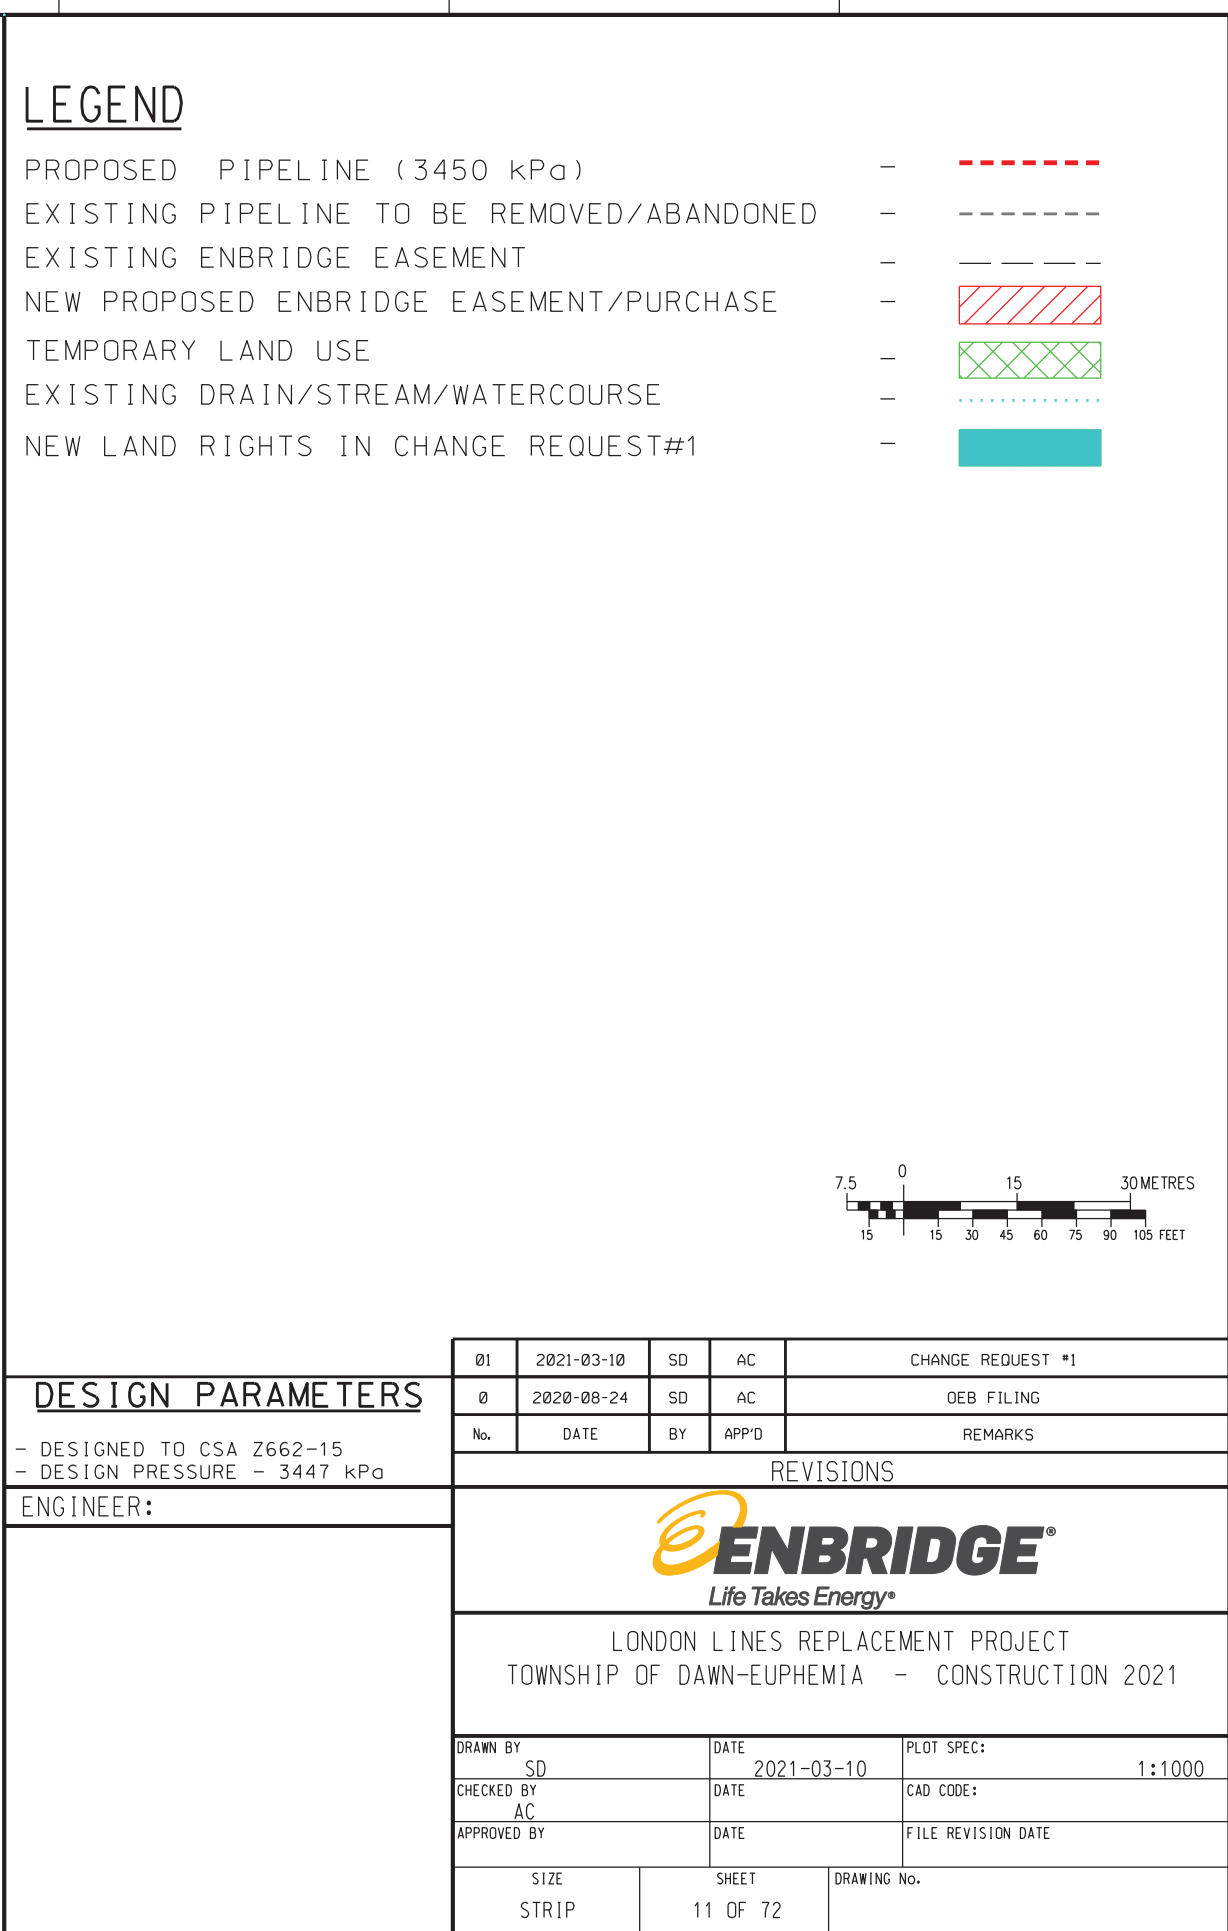 LEGEND
PROPOSED PIPELINE (3450 kPa) -
EXISTING PIPELINE TO BE REMOVED/ABANDONED -
EXISTING ENBRIDGE EASEMENT -
NEW PROPOSED ENBRIDGE EASEMENT/PURCHASE -
TEMPORARY LAND USE -
EXISTING DRAIN/STREAM/WATERCOURSE -
NEW LAND RIGHTS IN CHANGE REQUEST#1 -
7.5 0 15 30 METRES
15 15 30 45 60 75 90 105 FEET
01 2021-03-10 SD AC CHANGE REQUEST #1
0 2020-08-24 SD AC OEB FILING
No. DATE BY APP'D REMARKS
REVISIONS
DESIGN PARAMETERS
- DESIGNED TO CSA Z662-15
- DESIGN PRESSURE - 3447 kPa
ENGINEER:
ENBRIDGE®
Life Takes Energy®
LONDON LINES REPLACEMENT PROJECT
TOWNSHIP OF DAWN-EUPHEMIA - CONSTRUCTION 2021
DRAWN BY DATE PLOT SPEC:
SD 2021-03-10 1:1000
CHECKED BY DATE CAD CODE:
AC
APPROVED BY DATE FILE REVISION DATE
SIZE SHEET DRAWING No.
STRIP 11 OF 72